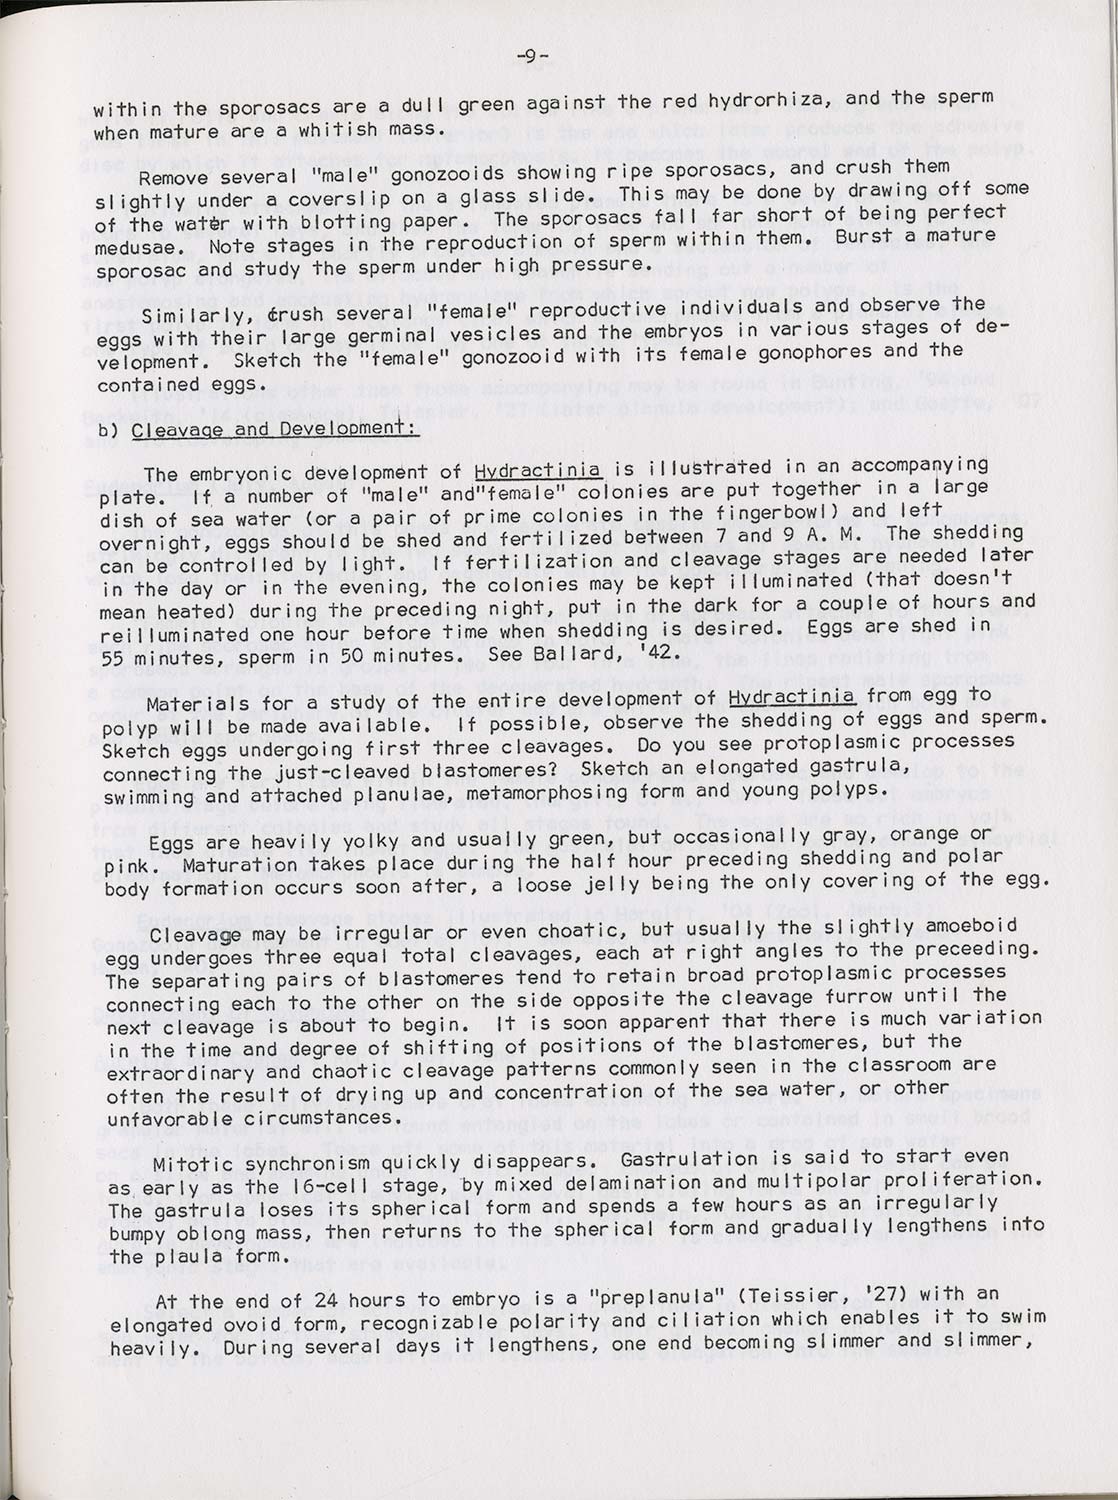 -9-
within the sporosacs are a dull green against the red hydrorhiza, and the sperm
when mature are a whitish mass.
Remove several "male" gonozooids showing ripe sporosacs, and crush them
slightly under a coverslip on a glass slide. This may be done by drawing off some
of the water with blotting paper. The sporosacs fall far short of being perfect
medusae. Note stages in the reproduction of sperm within them. Burst a mature
sporosac and study the sperm under high pressure.
Similarly, crush several "female" reproductive individuals and observe the
eggs with their large germinal vesicles and the embryos in various stages of de-
velopment. Sketch the "female" gonozooid with its female gonophores and the
contained eggs.
b) Cleavage and Development:
The embryonic development of Hydractinia is illustrated in an accompanying
plate. If a number of "male" and"female" colonies are put together in a large
dish of sea water (or a pair of prime colonies in the fingerbowl) and left
overnight, eggs should be shed and fertilized between 7 and 9 A. M. The shedding
can be controlled by light. If fertilization and cleavage stages are needed later
in the day or in the evening, the colonies may be kept illuminated (that doesn't
mean heated) during the preceding night, put in the dark for a couple of hours and
reilluminated one hour before time when shedding is desired. Eggs are shed in
55 minutes, sperm in 50 minutes. See Ballard, '42.
Materials for a study of the entire development of Hydractinia from egg to
polyp will be made available. If possible, observe the shedding of eggs and sperm.
Sketch eggs undergoing first three cleavages. Do you see protoplasmic processes
connecting the just-cleaved blastomeres? Sketch an elongated gastrula,
swimming and attached planulae, metamorphosing form and young polyps.
Eggs are heavily yolky and usually green, but occasionally gray, orange or
pink. Maturation takes place during the half hour preceding shedding and polar
body formation occurs soon after, a loose jelly being the only covering of the egg.
Cleavage may be irregular or even choatic, but usually the slightly amoeboid
egg undergoes three equal total cleavages, each at right angles to the preceeding.
The separating pairs of blastomeres tend to retain broad protoplasmic processes
connecting each to the other on the side opposite the cleavage furrow until the
next cleavage is about to begin. It is soon apparent that there is much variation
in the time and degree of shifting of positions of the blastomeres, but the
extraordinary and chaotic cleavage patterns commonly seen in the classroom are
often the result of drying up and concentration of the sea water, or other
unfavorable circumstances.
Mitotic synchronism quickly disappears. Gastrulation is said to start even
as early as the 16-cell stage, by mixed delamination and multipolar proliferation.
The gastrula loses its spherical form and spends a few hours as an irregularly
bumpy oblong mass, then returns to the spherical form and gradually lengthens into
the plaula form.
At the end of 24 hours to embryo is a "preplanula" (Teissier, '27) with an
elongated ovoid form, recognizable polarity and ciliation which enables it to swim
heavily. During several days it lengthens, one end becoming slimmer and slimmer,